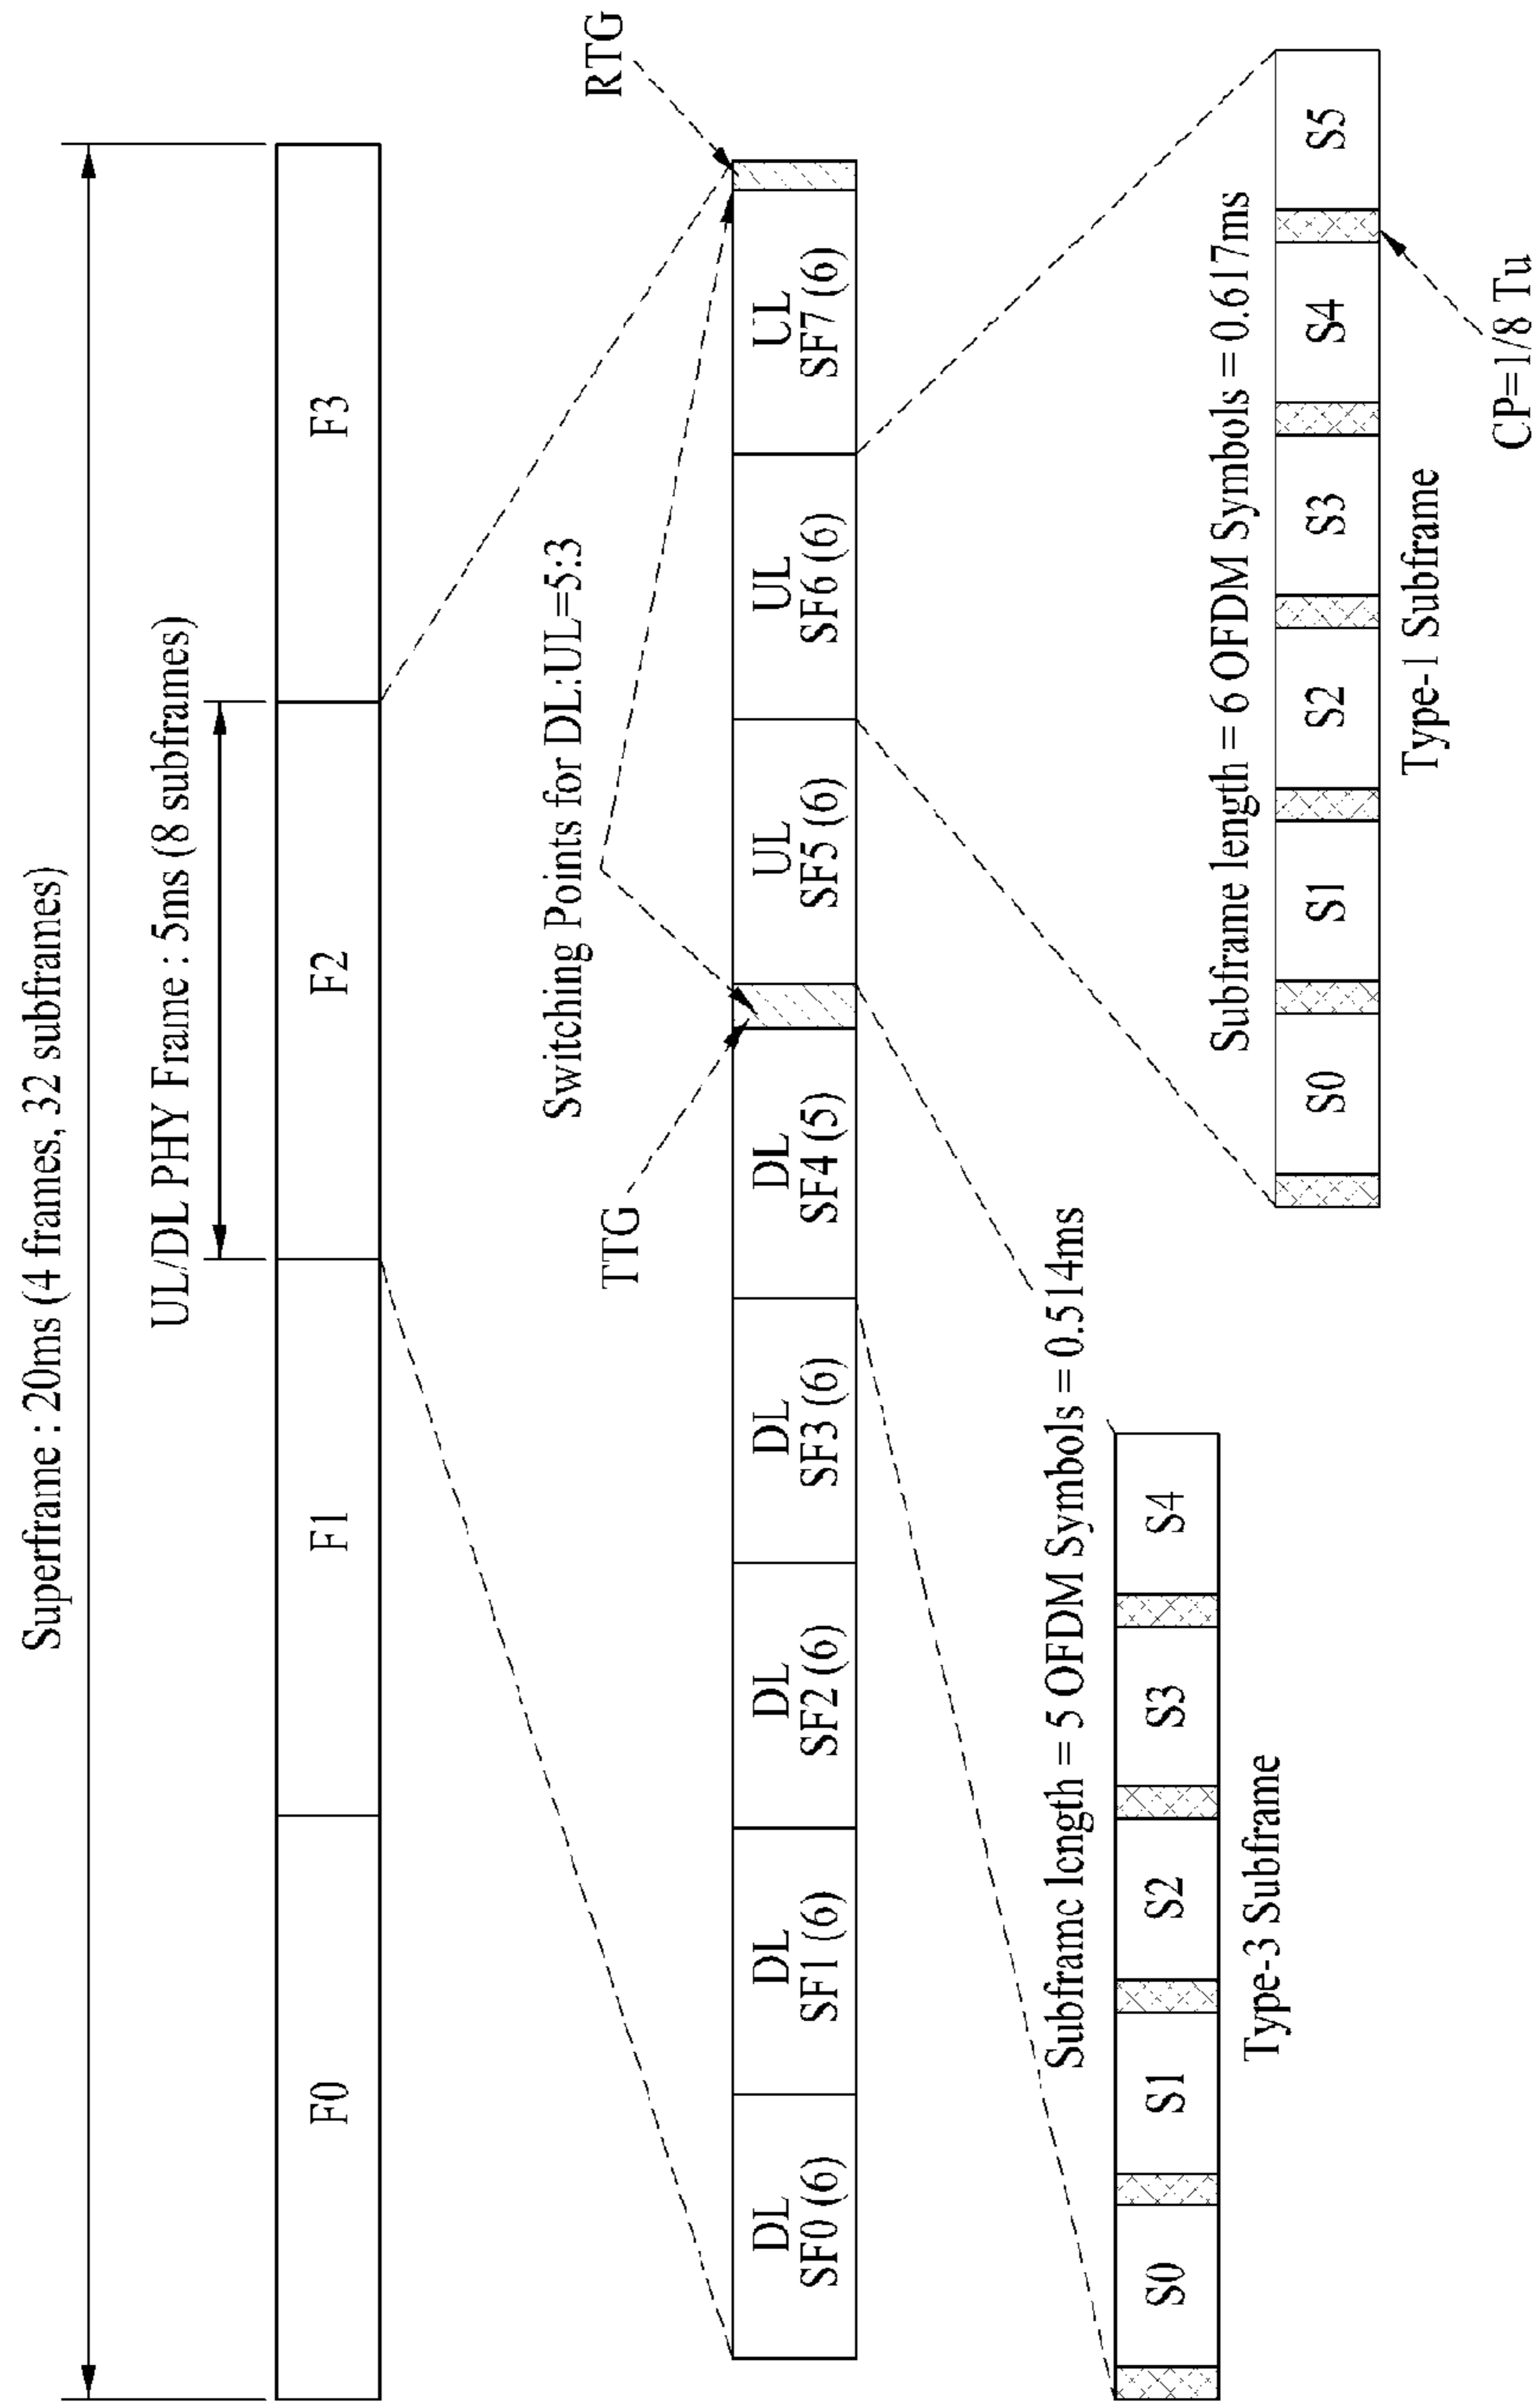 Superframe : 20ms (4 frames, 32 subframes)
UL/DL PHY Frame : 5ms (8 subframes)
F0
F1
F2
F3
Switching Points for DL:UL=5:3
TTG
RTG
DL
SF0 (6)
DL
SF1 (6)
DL
SF2 (6)
DL
SF3 (6)
DL
SF4 (5)
UL
SF5 (6)
UL
SF6 (6)
UL
SF7 (6)
Subframe length = 5 OFDM Symbols = 0.514ms
S0
S1
S2
S3
S4
Type-3 Subframe
Subframe length = 6 OFDM Symbols = 0.617ms
S0
S1
S2
S3
S4
S5
Type-1 Subframe
CP=1/8 Tu